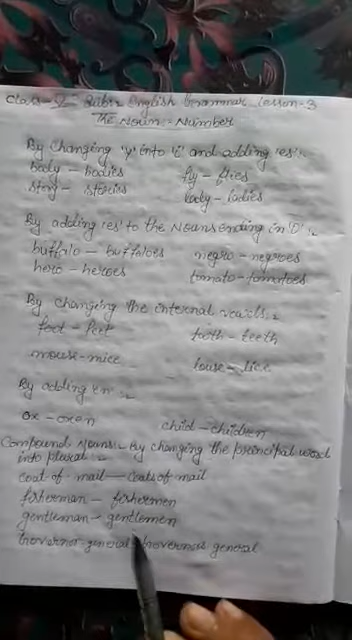 Class-VI Rubix English Grammar Lesson-3
The Noun:- Number
By Changing 'y' into 'i' and adding 'es':-
body - bodies fly - flies
story - stories lady - ladies
By adding 'es' to the Nouns ending in 'O':-
buffalo - buffaloes negro - negroes
hero - heroes tomato - tomatoes
By changing the internal vowels:-
foot - feet tooth - teeth
mouse - mice louse - lice
By adding 'en':-
ox - oxen child - children
Compound Nouns:- By changing the principal word
into plural:-
coat of mail - coats of mail
fisherman - fishermen
gentleman - gentlemen
Governor-general - Governors general